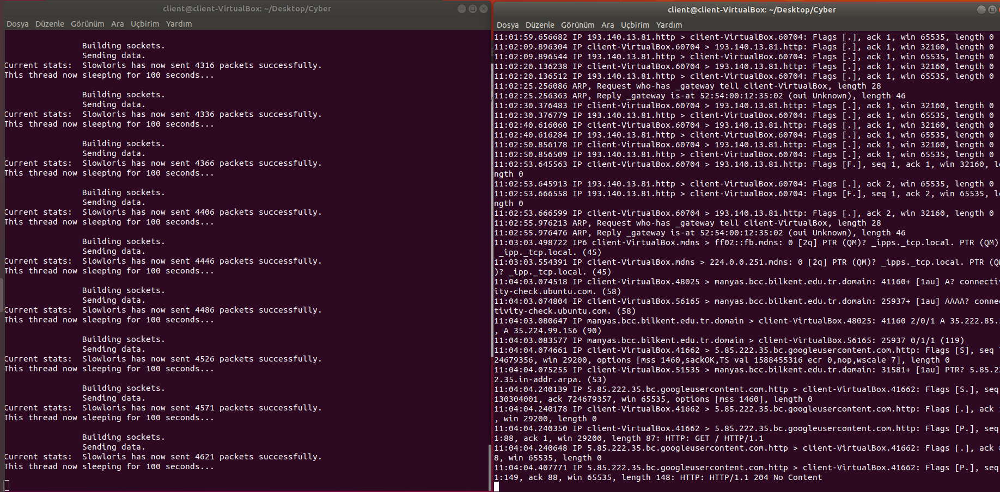 client@client-VirtualBox: ~/Desktop/Cyber
Dosya Düzenle Görünüm Ara Uçbirim Yardım
Building sockets.
Sending data.
Current stats: Slowloris has now sent 4316 packets successfully.
This thread now sleeping for 100 seconds...
Building sockets.
Sending data.
Current stats: Slowloris has now sent 4336 packets successfully.
This thread now sleeping for 100 seconds...
Building sockets.
Sending data.
Current stats: Slowloris has now sent 4366 packets successfully.
This thread now sleeping for 100 seconds...
Building sockets.
Sending data.
Current stats: Slowloris has now sent 4406 packets successfully.
This thread now sleeping for 100 seconds...
Building sockets.
Sending data.
Current stats: Slowloris has now sent 4446 packets successfully.
This thread now sleeping for 100 seconds...
Building sockets.
Sending data.
Current stats: Slowloris has now sent 4486 packets successfully.
This thread now sleeping for 100 seconds...
Building sockets.
Sending data.
Current stats: Slowloris has now sent 4526 packets successfully.
This thread now sleeping for 100 seconds...
Building sockets.
Sending data.
Current stats: Slowloris has now sent 4571 packets successfully.
This thread now sleeping for 100 seconds...
Building sockets.
Sending data.
Current stats: Slowloris has now sent 4621 packets successfully.
This thread now sleeping for 100 seconds...
client@client-VirtualBox: ~/Desktop/Cyber
Dosya Düzenle Görünüm Ara Uçbirim Yardım
11:01:59.656682 IP 193.140.13.81.http > client-VirtualBox.60704: Flags [.], ack 1, win 65535, length 0
11:02:09.896304 IP client-VirtualBox.60704 > 193.140.13.81.http: Flags [.], ack 1, win 32160, length 0
11:02:09.896544 IP 193.140.13.81.http > client-VirtualBox.60704: Flags [.], ack 1, win 65535, length 0
11:02:20.136238 IP client-VirtualBox.60704 > 193.140.13.81.http: Flags [.], ack 1, win 32160, length 0
11:02:20.136512 IP 193.140.13.81.http > client-VirtualBox.60704: Flags [.], ack 1, win 65535, length 0
11:02:25.256086 ARP, Request who-has _gateway tell client-VirtualBox, length 28
11:02:25.256363 ARP, Reply _gateway is-at 52:54:00:12:35:02 (oui Unknown), length 46
11:02:30.376483 IP client-VirtualBox.60704 > 193.140.13.81.http: Flags [.], ack 1, win 32160, length 0
11:02:30.376779 IP 193.140.13.81.http > client-VirtualBox.60704: Flags [.], ack 1, win 65535, length 0
11:02:40.616060 IP client-VirtualBox.60704 > 193.140.13.81.http: Flags [.], ack 1, win 32160, length 0
11:02:40.616284 IP 193.140.13.81.http > client-VirtualBox.60704: Flags [.], ack 1, win 65535, length 0
11:02:50.856178 IP client-VirtualBox.60704 > 193.140.13.81.http: Flags [.], ack 1, win 32160, length 0
11:02:50.856509 IP 193.140.13.81.http > client-VirtualBox.60704: Flags [.], ack 1, win 65535, length 0
11:02:53.645563 IP client-VirtualBox.60704 > 193.140.13.81.http: Flags [F.], seq 1, ack 1, win 32160, le
ngth 0
11:02:53.645913 IP 193.140.13.81.http > client-VirtualBox.60704: Flags [.], ack 2, win 65535, length 0
11:02:53.666558 IP 193.140.13.81.http > client-VirtualBox.60704: Flags [F.], seq 1, ack 2, win 65535, le
ngth 0
11:02:53.666599 IP client-VirtualBox.60704 > 193.140.13.81.http: Flags [.], ack 2, win 32160, length 0
11:02:55.976213 ARP, Request who-has _gateway tell client-VirtualBox, length 28
11:02:55.976476 ARP, Reply _gateway is-at 52:54:00:12:35:02 (oui Unknown), length 46
11:03:03.498722 IP6 client-VirtualBox.mdns > ff02::fb.mdns: 0 [2q] PTR (QM)? _ipps._tcp.local. PTR (QM)
_ipp._tcp.local. (45)
11:03:03.554391 IP client-VirtualBox.mdns > 224.0.0.251.mdns: 0 [2q] PTR (QM)? _ipps._tcp.local. PTR (QM
)? _ipp._tcp.local. (45)
11:04:03.074518 IP client-VirtualBox.48025 > manyas.bcc.bilkent.edu.tr.domain: 41160+ [1au] A? connectiv
ity-check.ubuntu.com. (58)
11:04:03.074804 IP client-VirtualBox.56165 > manyas.bcc.bilkent.edu.tr.domain: 25937+ [1au] AAAA? connec
tivity-check.ubuntu.com. (58)
11:04:03.080647 IP manyas.bcc.bilkent.edu.tr.domain > client-VirtualBox.48025: 41160 2/0/1 A 35.222.85.
, A 35.224.99.156 (90)
11:04:03.083577 IP manyas.bcc.bilkent.edu.tr.domain > client-VirtualBox.56165: 25937 0/1/1 (119)
11:04:04.074661 IP client-VirtualBox.41662 > 5.85.222.35.bc.googleusercontent.com.http: Flags [S], seq
24679356, win 29200, options [mss 1460,sackOK,TS val 1588455316 ecr 0,nop,wscale 7], length 0
11:04:04.075255 IP client-VirtualBox.51535 > manyas.bcc.bilkent.edu.tr.domain: 31581+ [1au] PTR? 5.85.22
2.35.in-addr.arpa. (53)
11:04:04.240139 IP 5.85.222.35.bc.googleusercontent.com.http > client-VirtualBox.41662: Flags [S.], seq
130304001, ack 724679357, win 65535, options [mss 1460], length 0
11:04:04.240178 IP client-VirtualBox.41662 > 5.85.222.35.bc.googleusercontent.com.http: Flags [.], ack
, win 29200, length 0
11:04:04.240350 IP client-VirtualBox.41662 > 5.85.222.35.bc.googleusercontent.com.http: Flags [P.], seq
1:88, ack 1, win 29200, length 87: HTTP: GET / HTTP/1.1
11:04:04.240648 IP 5.85.222.35.bc.googleusercontent.com.http > client-VirtualBox.41662: Flags [.], ack
8, win 65535, length 0
11:04:04.407771 IP 5.85.222.35.bc.googleusercontent.com.http > client-VirtualBox.41662: Flags [P.], seq
1:149, ack 88, win 65535, length 148: HTTP: HTTP/1.1 204 No Content